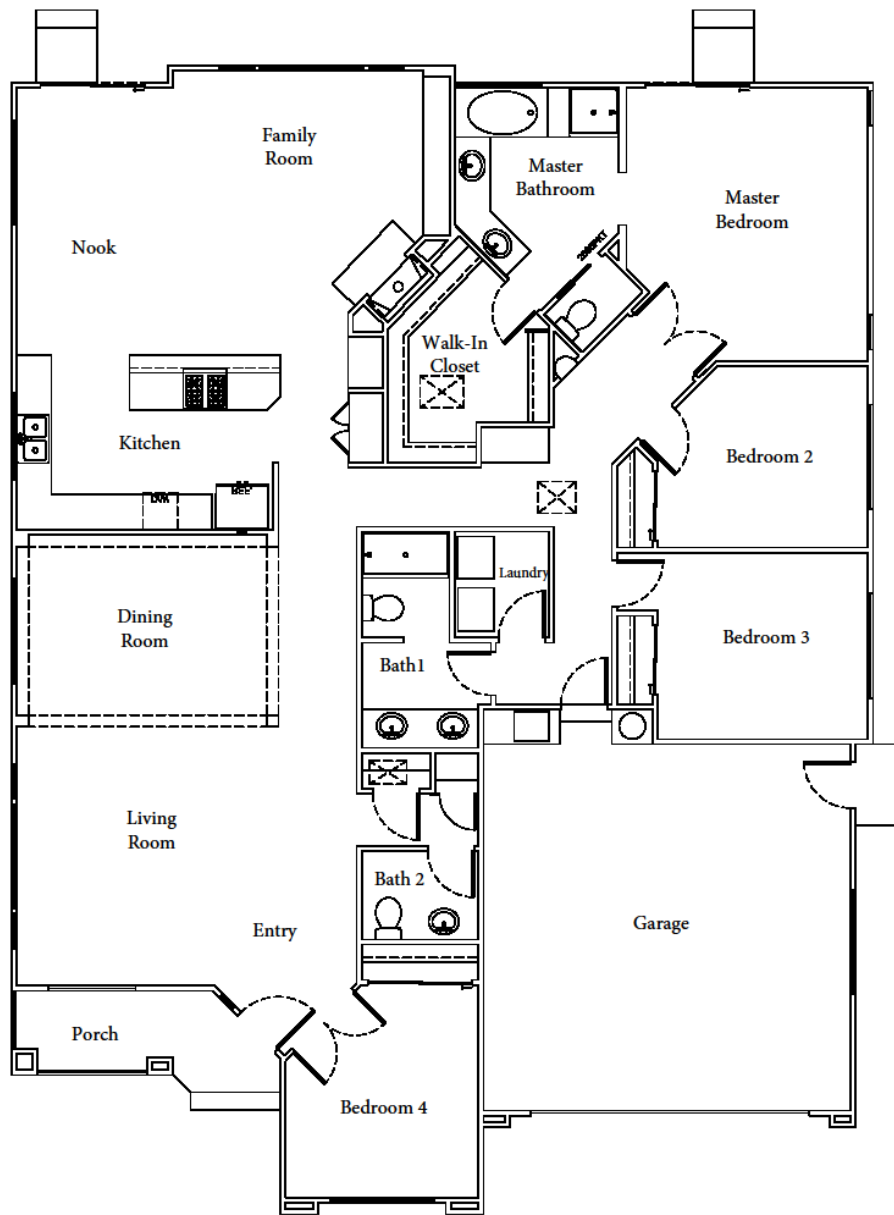 Family
Room
Master
Bathroom
Master
Bedroom
Nook
Walk-In
Closet
Kitchen
Bedroom 2
Laundry
Dining
Room
Bath1
Bedroom 3
Living
Room
Bath 2
Entry
Garage
Porch
Bedroom 4